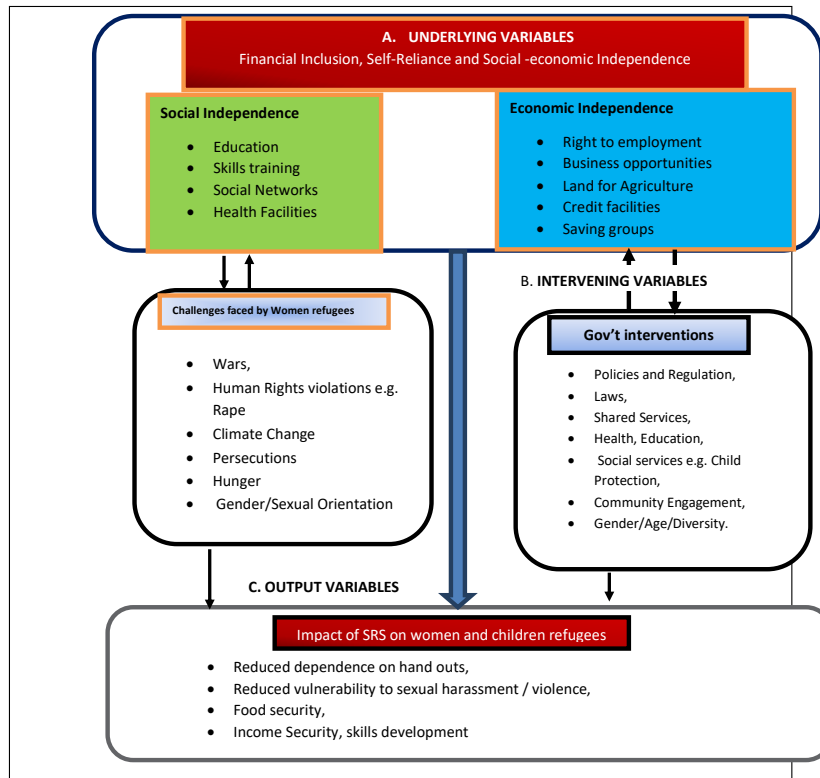 A. UNDERLYING VARIABLES
Financial Inclusion, Self-Reliance and Social -economic Independence
Social Independence
• Education
• Skills training
• Social Networks
• Health Facilities
Economic Independence
• Right to employment
• Business opportunities
• Land for Agriculture
• Credit facilities
• Saving groups
B. INTERVENING VARIABLES
Challenges faced by Women refugees
• Wars,
• Human Rights violations e.g.
Rape
• Climate Change
• Persecutions
• Hunger
• Gender/Sexual Orientation
Gov't interventions
• Policies and Regulation,
• Laws,
• Shared Services,
• Health, Education,
• Social services e.g. Child
Protection,
• Community Engagement,
• Gender/Age/Diversity.
C. OUTPUT VARIABLES
Impact of SRS on women and children refugees
• Reduced dependence on hand outs,
• Reduced vulnerability to sexual harassment / violence,
• Food security,
• Income Security, skills development